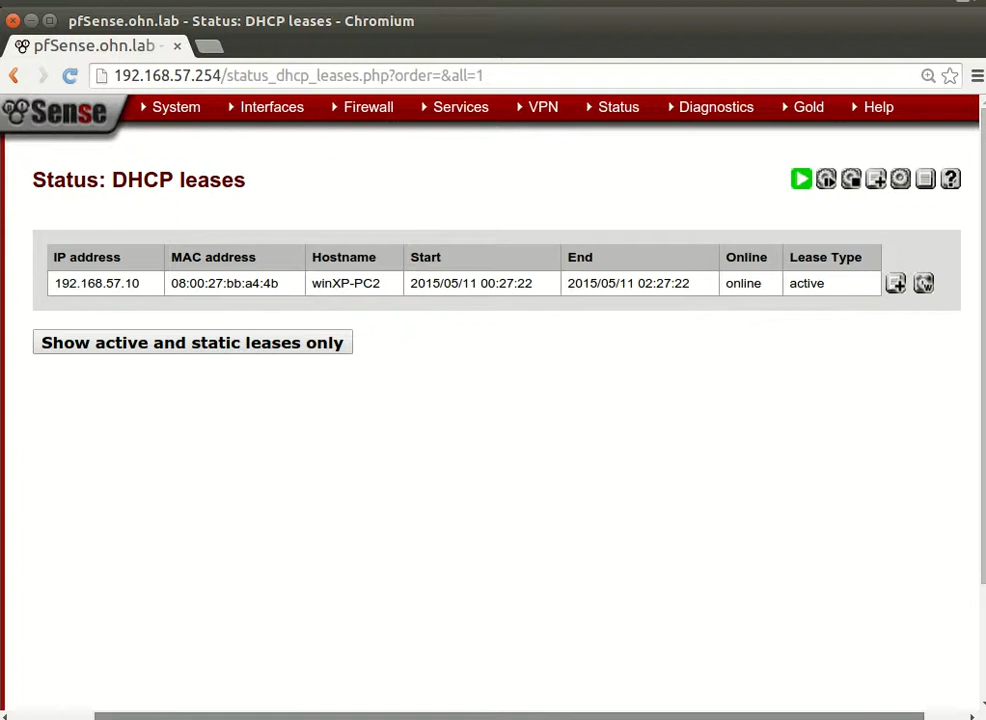 pfSense.ohn.lab - Status: DHCP leases - Chromium
pfSense.ohn.lab -
192.168.57.254/status_dhcp_leases.php?order=&all=1
Sense System Interfaces Firewall Services VPN Status Diagnostics Gold Help
Status: DHCP leases
IP address MAC address Hostname Start End Online Lease Type
192.168.57.10 08:00:27:bb:a4:4b winXP-PC2 2015/05/11 00:27:22 2015/05/11 02:27:22 online active
Show active and static leases only